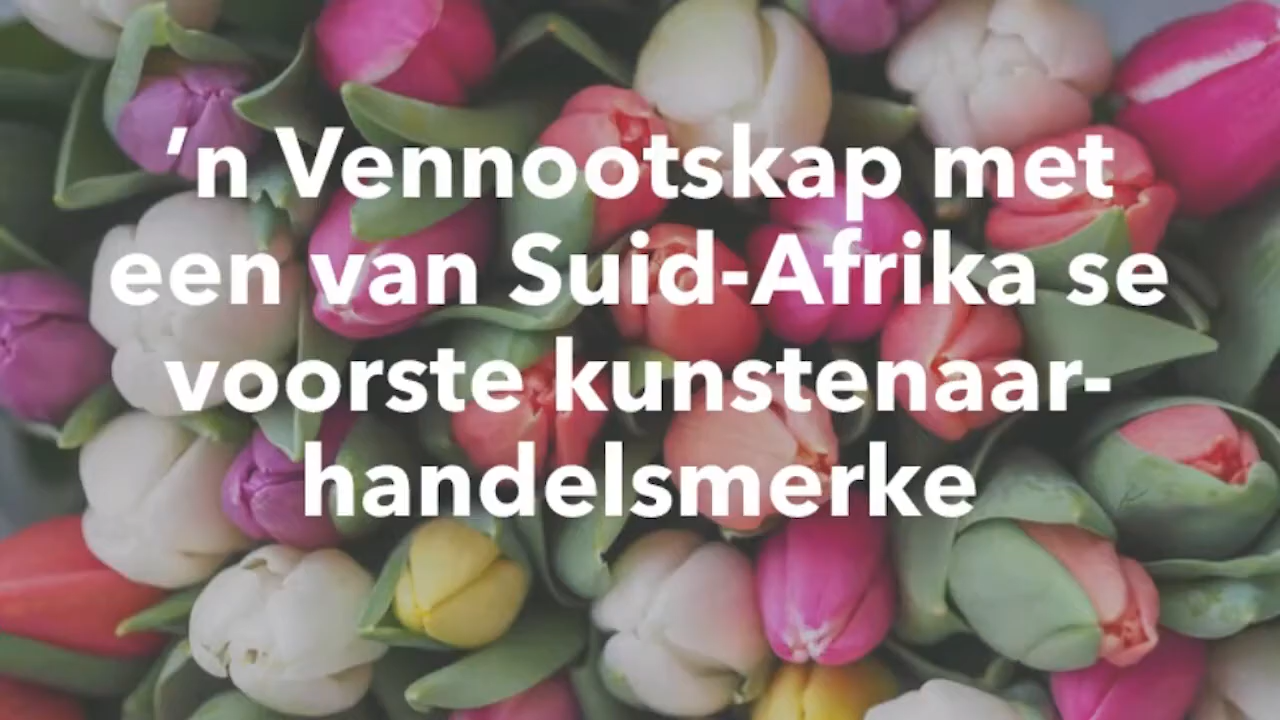 ’n Vennootskap met
een van Suid-Afrika se
voorste kunstenaar-
handelsmerke